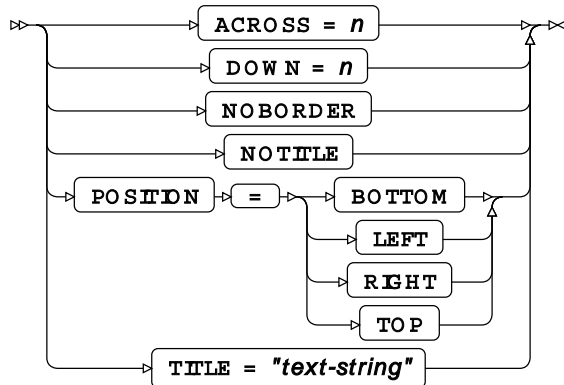 ACROSS = n
DOWN = n
NOBORDER
NOTITLE
POSITION = BOTTOM
LEFT
RIGHT
TOP
TITLE = "text-string"